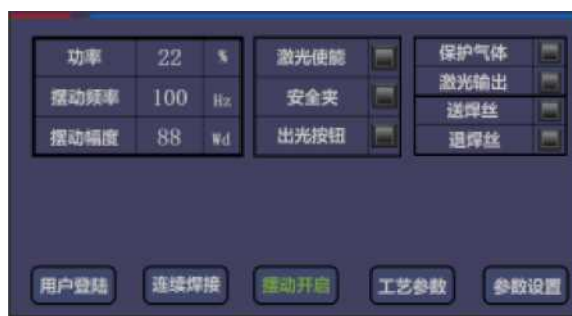 功率 22 %
摆动频率 100 Hz
摆动幅度 88 Wd
激光使能
安全夹
出光按钮
保护气体
激光输出
送焊丝
退焊丝
用户登陆 连续焊接 摆动开启 工艺参数 参数设置